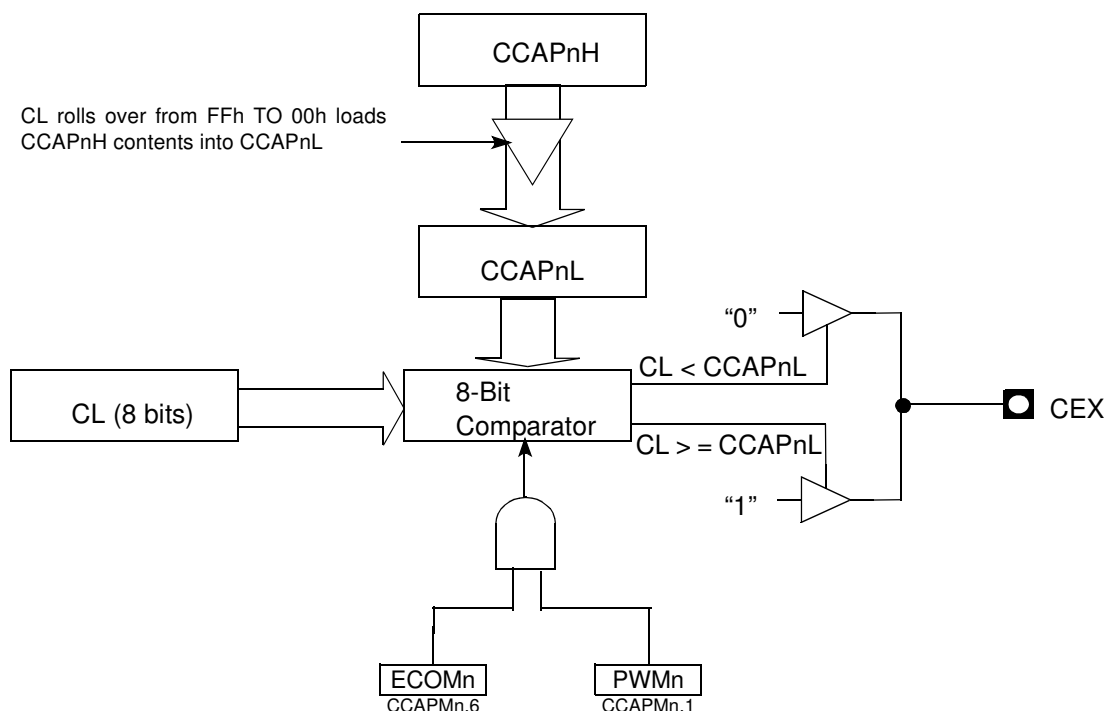 CCAPnH
CL rolls over from FFh TO 00h loads
CCAPnH contents into CCAPnL
CCAPnL
“0”
CL < CCAPnL
CL (8 bits)
8-Bit
Comparator
CEX
CL > = CCAPnL
“1”
ECOMn
CCAPMn.6
PWMn
CCAPMn.1